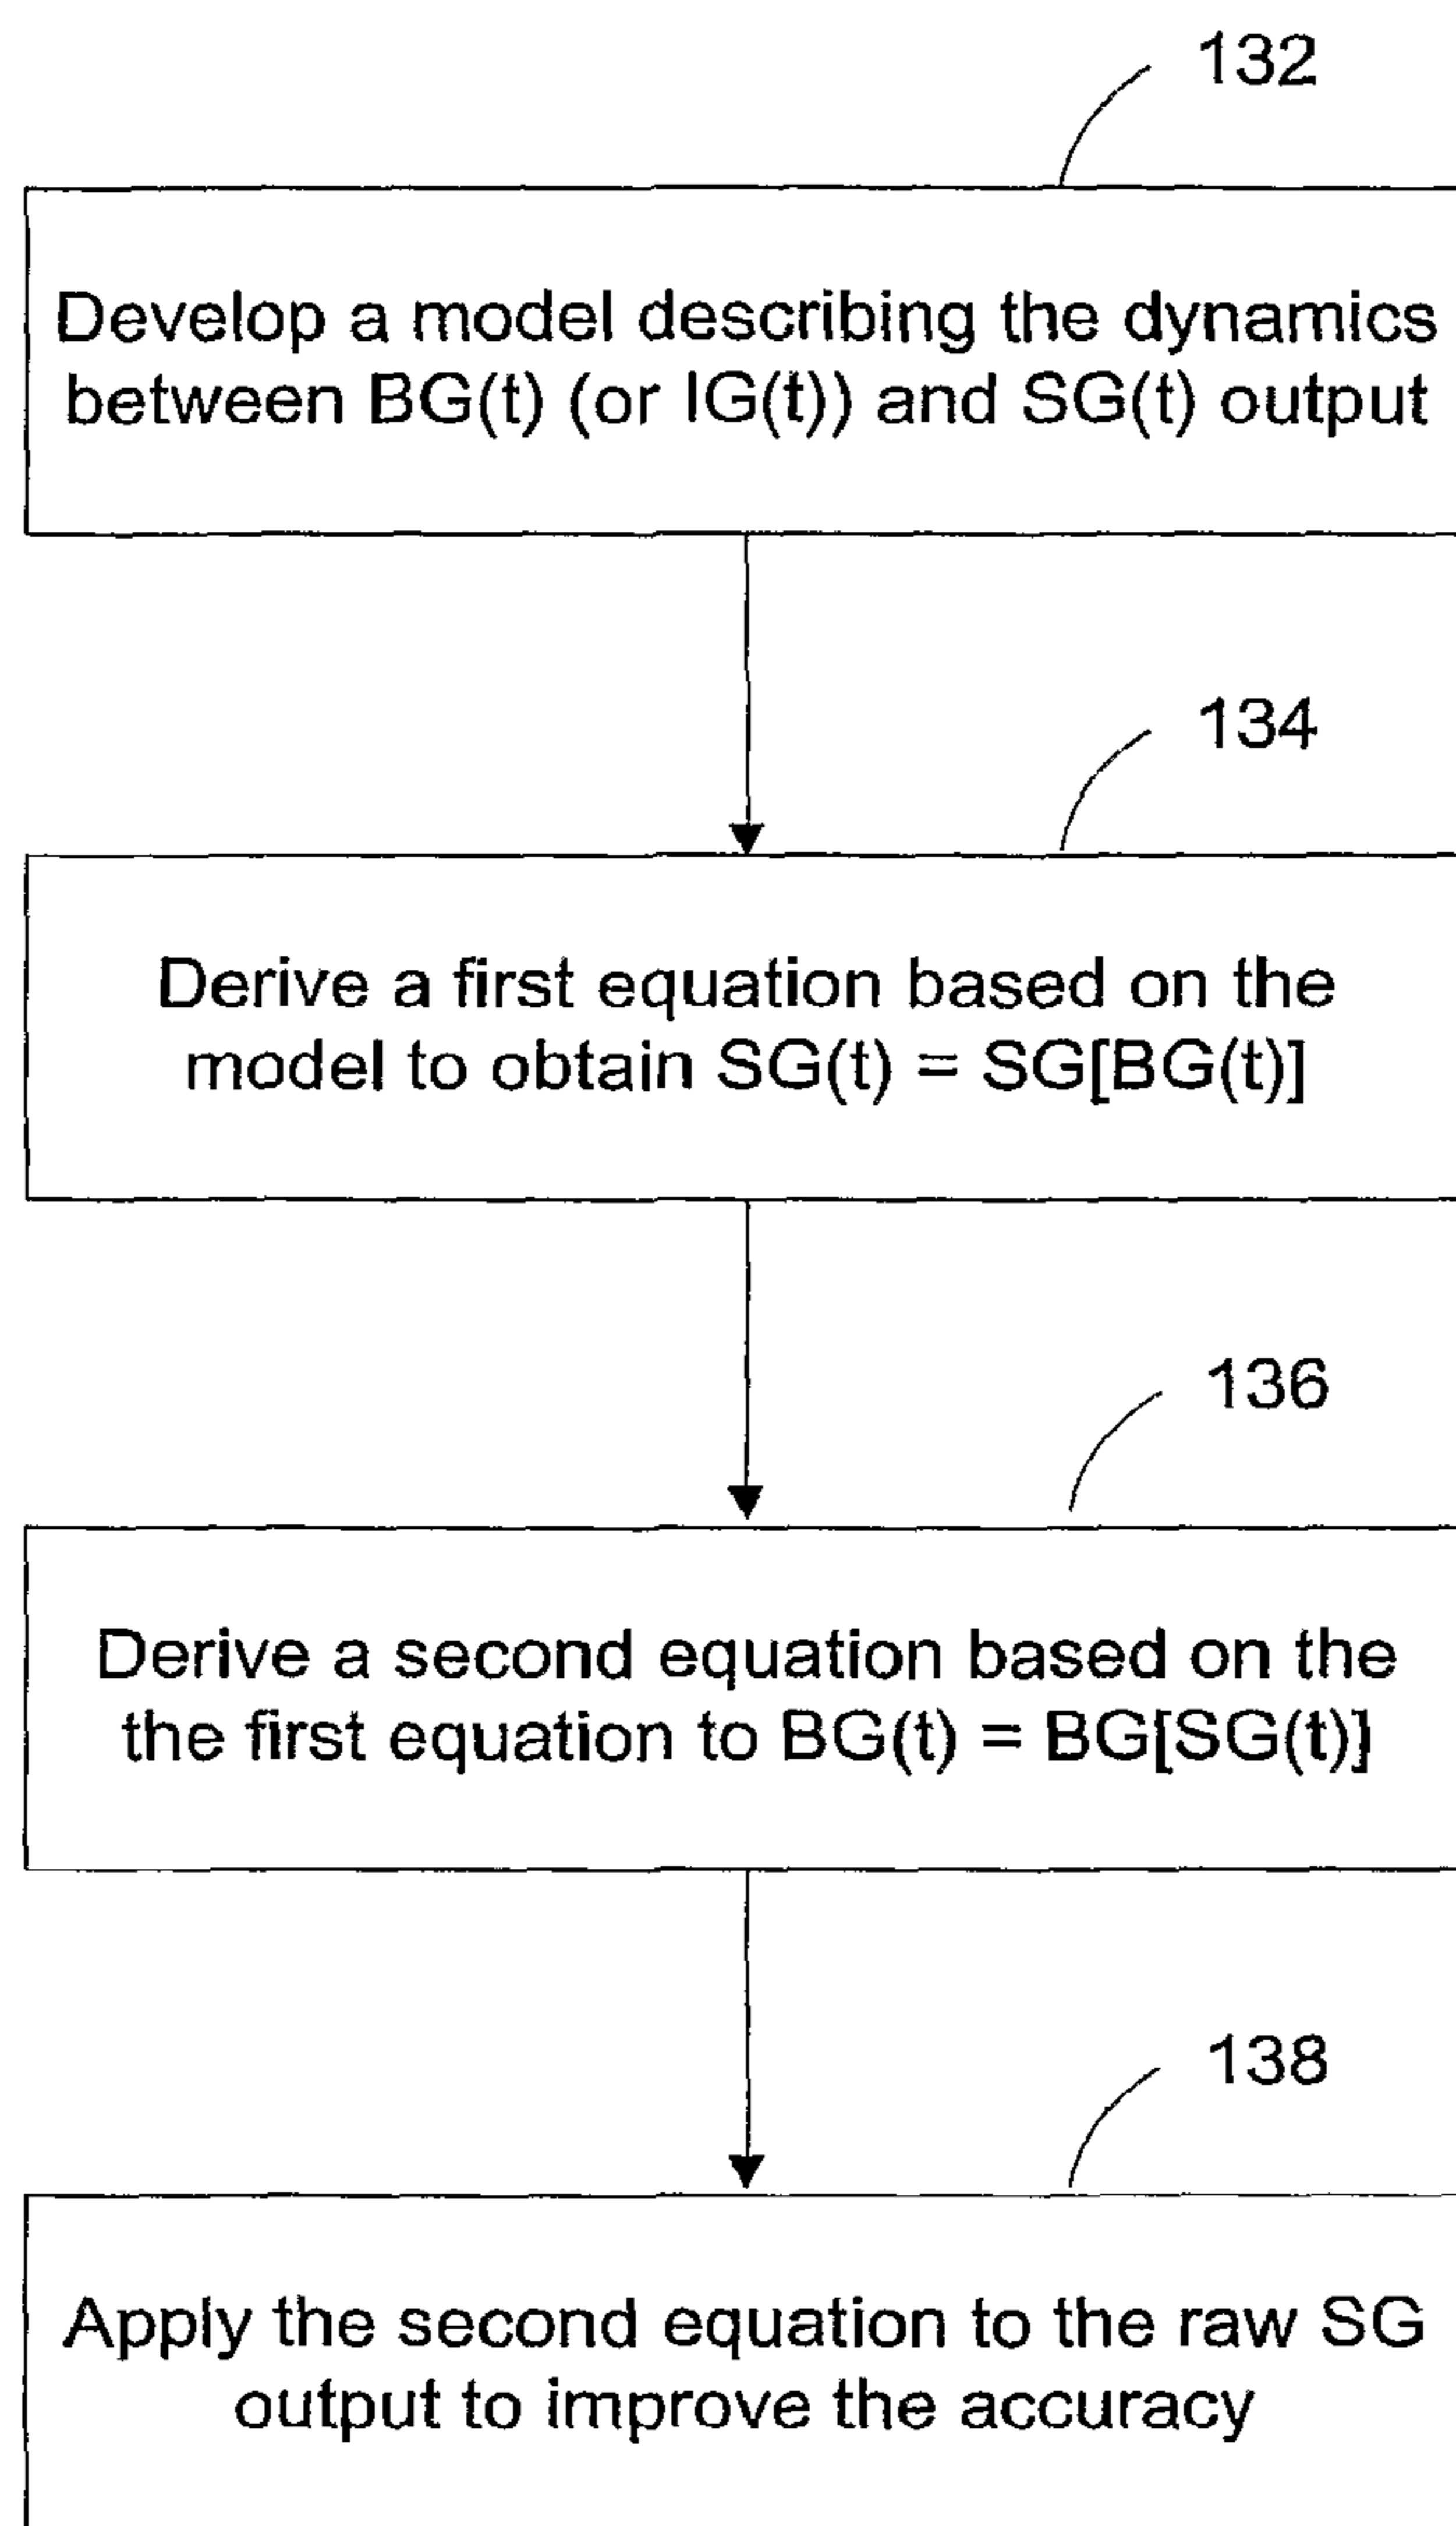 132
Develop a model describing the dynamics
between BG(t) (or IG(t)) and SG(t) output
134
Derive a first equation based on the
model to obtain SG(t) = SG[BG(t)]
136
Derive a second equation based on the
the first equation to BG(t) = BG[SG(t)]
138
Apply the second equation to the raw SG
output to improve the accuracy